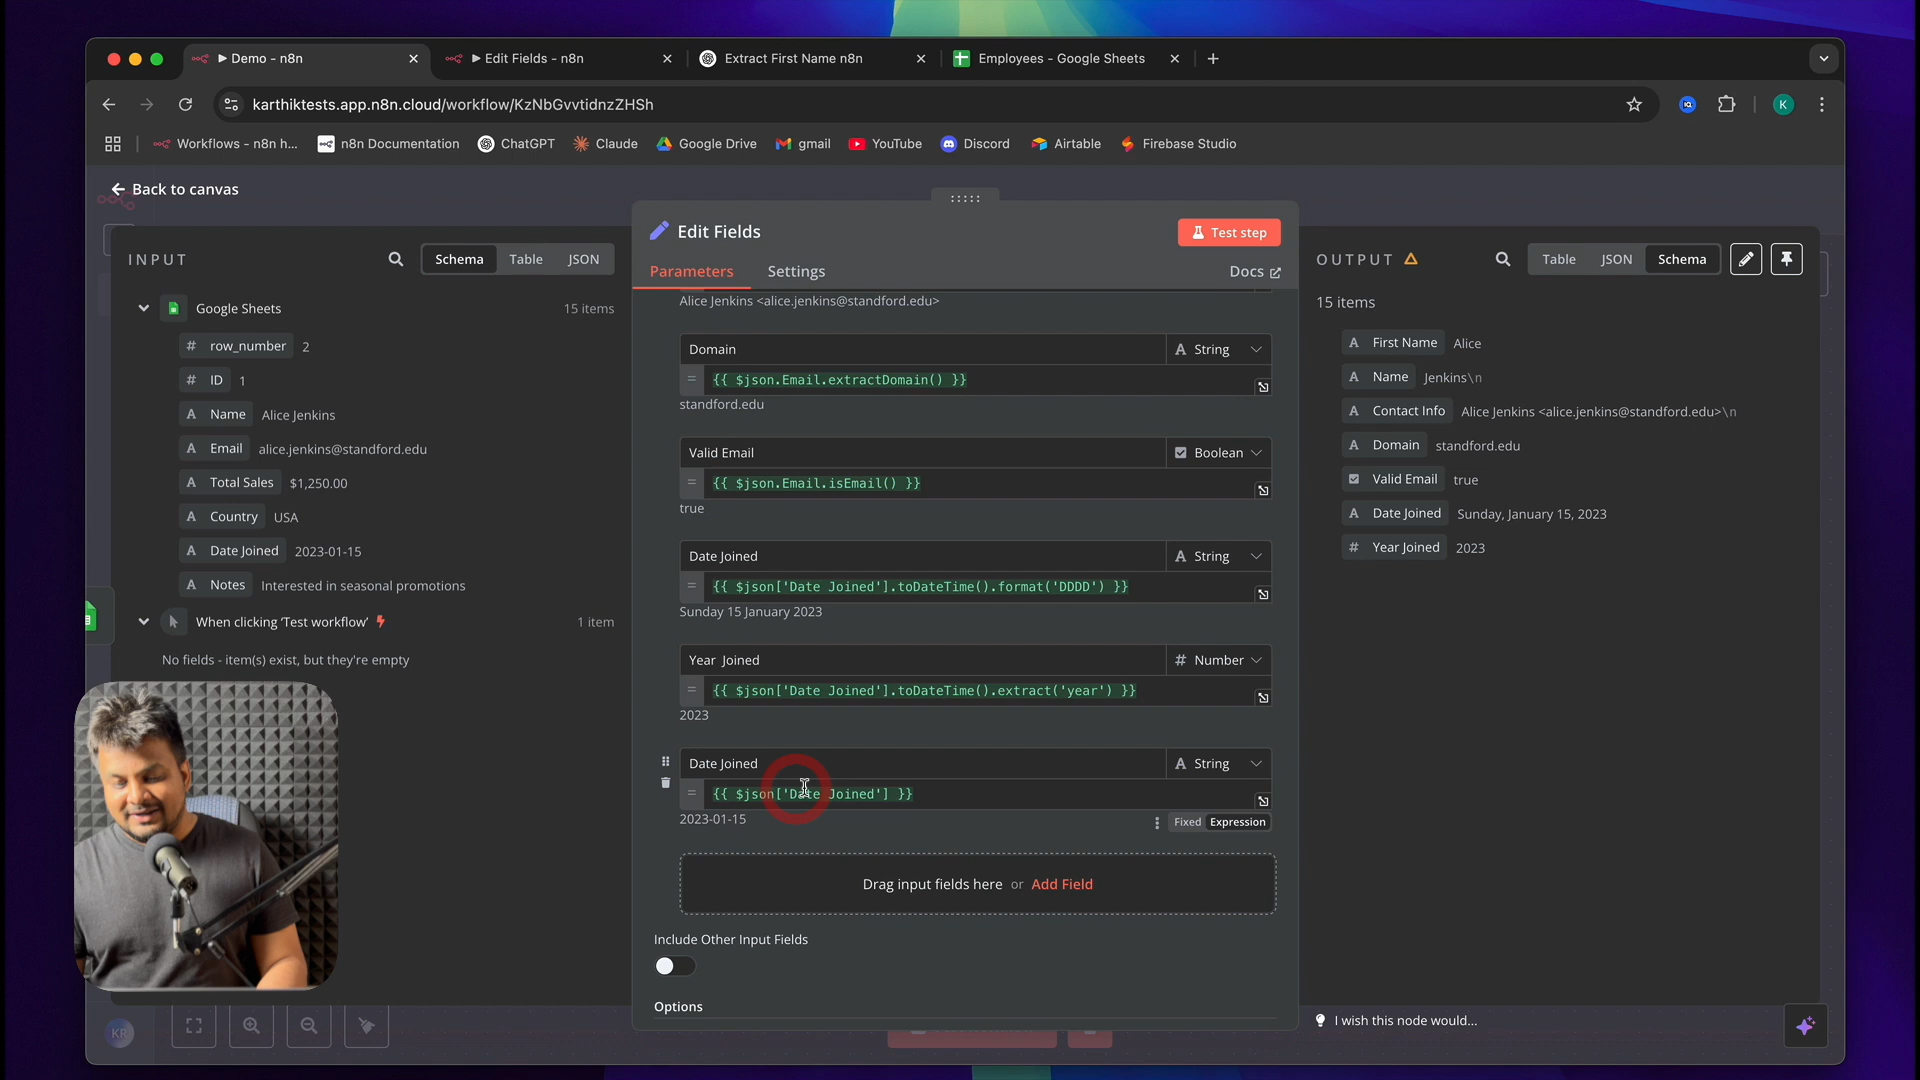 Demo - n8n
Edit Fields - n8n
Extract First Name n8n
Employees - Google Sheets
karthiktests.app.n8n.cloud/workflow/KzNbGvvtidnzZHSh
K
Workflows - n8n h...
n8n Documentation
ChatGPT
Claude
Google Drive
gmail
YouTube
Discord
Airtable
Firebase Studio
Back to canvas
INPUT
Schema
Table
JSON
Google Sheets
15 items
# row_number 2
# ID 1
A Name Alice Jenkins
A Email alice.jenkins@standford.edu
A Total Sales $1,250.00
A Country USA
A Date Joined 2023-01-15
A Notes Interested in seasonal promotions
When clicking ‘Test workflow’
1 item
No fields - item(s) exist, but they're empty
KR
Edit Fields
Test step
Parameters
Settings
Docs
Alice Jenkins <alice.jenkins@standford.edu>
Domain
A String
= {{ $json.Email.extractDomain() }}
standford.edu
Valid Email
Boolean
= {{ $json.Email.isEmail() }}
true
Date Joined
A String
= {{ $json['Date Joined'].toDateTime().format('DDDD') }}
Sunday 15 January 2023
Year Joined
# Number
= {{ $json['Date Joined'].toDateTime().extract('year') }}
2023
Date Joined
A String
= {{ $json['Date Joined'] }}
2023-01-15
Fixed
Expression
Drag input fields here or Add Field
Include Other Input Fields
Options
OUTPUT
Table
JSON
Schema
15 items
A First Name Alice
A Name Jenkins\n
A Contact Info Alice Jenkins <alice.jenkins@standford.edu>\n
A Domain standford.edu
Valid Email true
A Date Joined Sunday, January 15, 2023
# Year Joined 2023
I wish this node would...